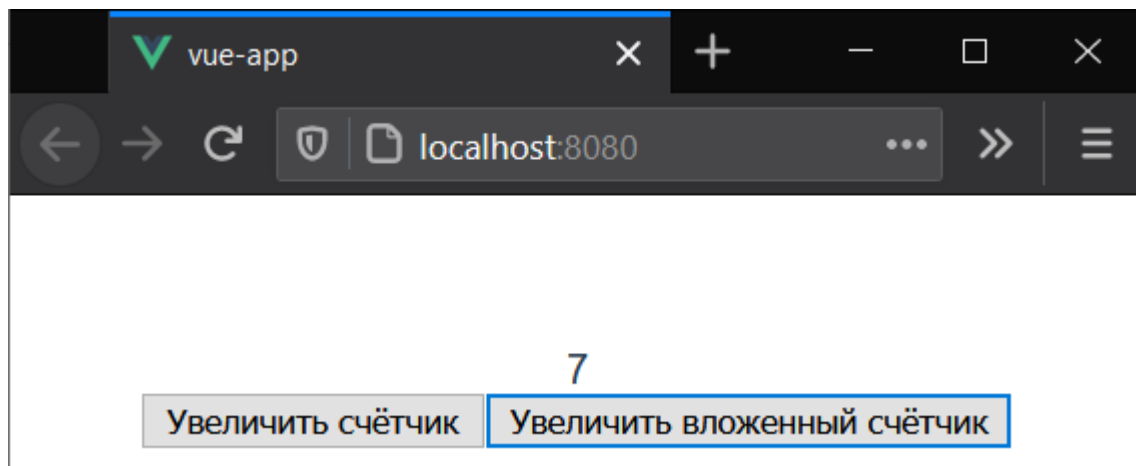 vue-app
localhost:8080
7
Увеличить счётчик Увеличить вложенный счётчик